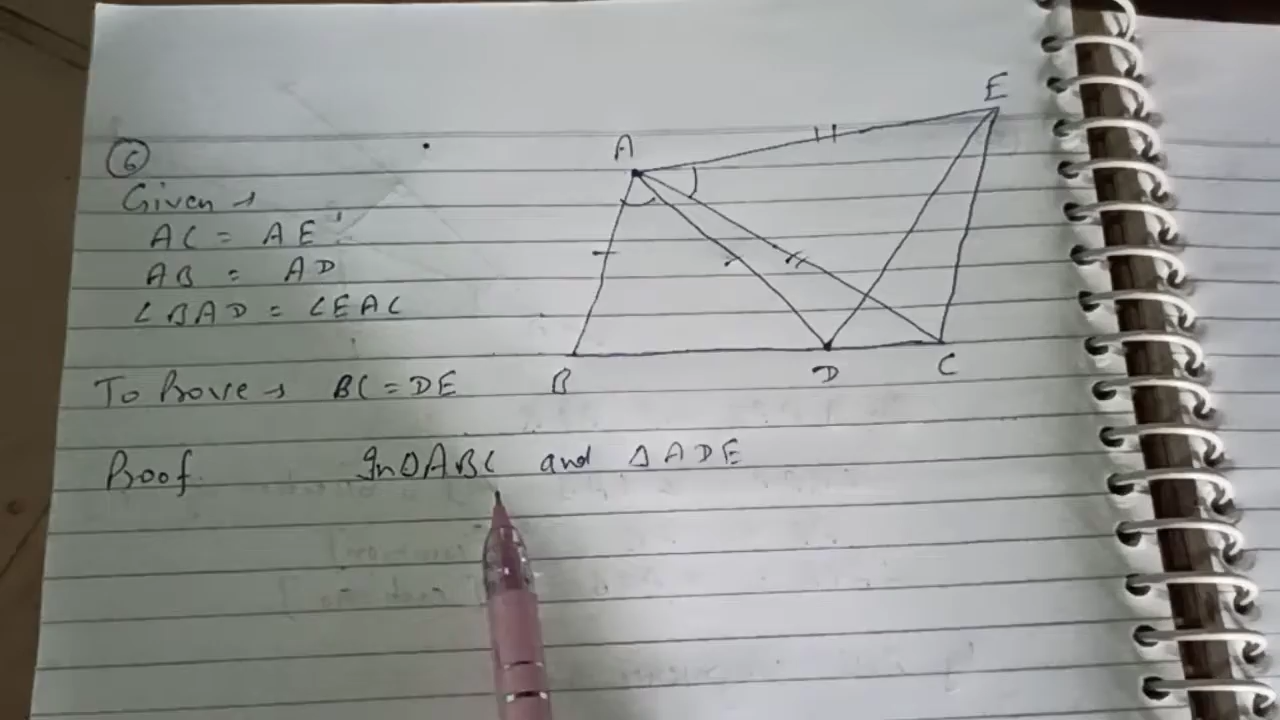 6
Given →
AC = AE
AB = AD
∠BAD = ∠EAC
To Prove → BC = DE
Proof In △ABC and △ADE
A
E
B
D
C